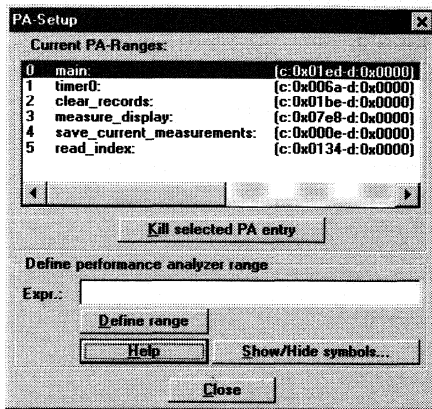 PA-Setup
Current PA-Ranges:
0 main: (c:0x01ed-d:0x0000)
1 timer0: (c:0x006a-d:0x0000)
2 clear_records: (c:0x01be-d:0x0000)
3 measure_display: (c:0x07e8-d:0x0000)
4 save_current_measurements: (c:0x000e-d:0x0000)
5 read_index: (c:0x0134-d:0x0000)
Kill selected PA entry
Define performance analyzer range
Expr.:
Define range
Help Show/Hide symbols...
Close